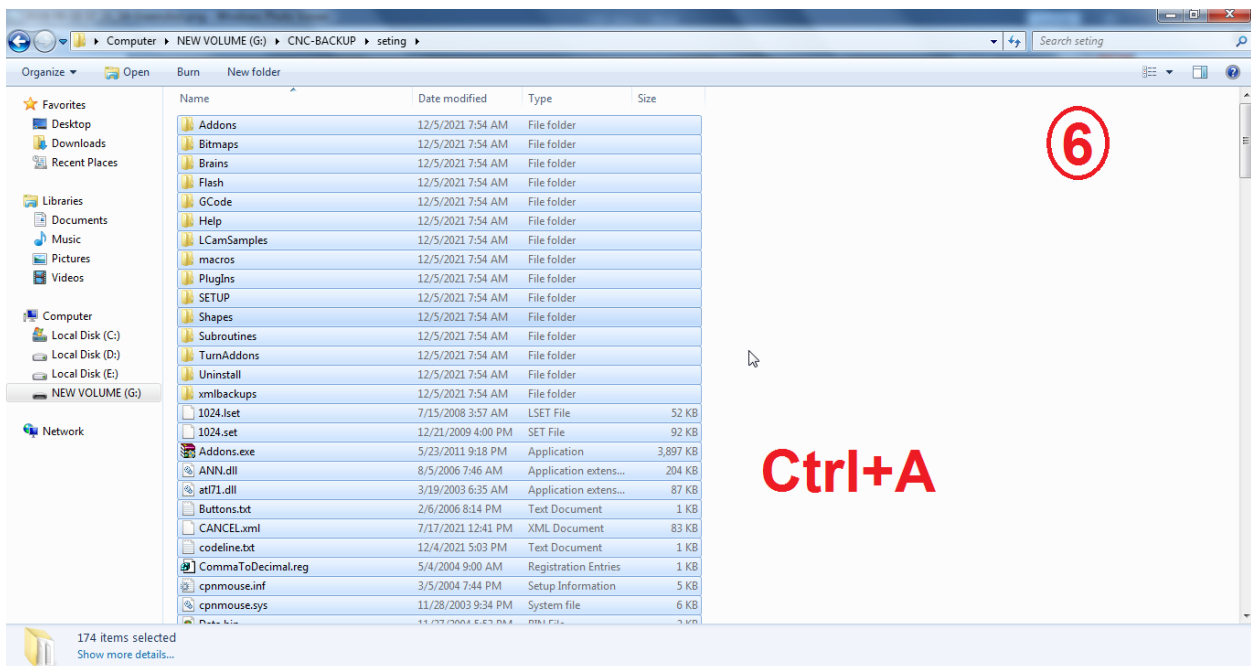 Computer ▸ NEW VOLUME (G:) ▸ CNC-BACKUP ▸ seting ▸
Search seting
Organize Open Burn New folder
Name Date modified Type Size
Favorites
Desktop
Downloads
Recent Places
Libraries
Documents
Music
Pictures
Videos
Computer
Local Disk (C:)
Local Disk (D:)
Local Disk (E:)
NEW VOLUME (G:)
Network
Addons 12/5/2021 7:54 AM File folder
Bitmaps 12/5/2021 7:54 AM File folder
Brains 12/5/2021 7:54 AM File folder
Flash 12/5/2021 7:54 AM File folder
GCode 12/5/2021 7:54 AM File folder
Help 12/5/2021 7:54 AM File folder
LCamSamples 12/5/2021 7:54 AM File folder
macros 12/5/2021 7:54 AM File folder
PlugIns 12/5/2021 7:54 AM File folder
SETUP 12/5/2021 7:54 AM File folder
Shapes 12/5/2021 7:54 AM File folder
Subroutines 12/5/2021 7:54 AM File folder
TurnAddons 12/5/2021 7:54 AM File folder
Uninstall 12/5/2021 7:54 AM File folder
xmlbackups 12/5/2021 7:54 AM File folder
1024.lset 7/15/2008 3:57 AM LSET File 52 KB
1024.set 12/21/2009 4:00 PM SET File 92 KB
Addons.exe 5/23/2011 9:18 PM Application 3,897 KB
ANN.dll 8/5/2006 7:46 AM Application extens... 204 KB
atl71.dll 3/19/2003 6:35 AM Application extens... 87 KB
Buttons.txt 2/6/2006 8:14 PM Text Document 1 KB
CANCEL.xml 7/17/2021 12:41 PM XML Document 83 KB
codeline.txt 12/4/2021 5:03 PM Text Document 1 KB
CommaToDecimal.reg 5/4/2004 9:00 AM Registration Entries 1 KB
cpnmouse.inf 3/5/2004 7:44 PM Setup Information 5 KB
cpnmouse.sys 11/28/2003 9:34 PM System file 6 KB
6
Ctrl+A
174 items selected
Show more details...